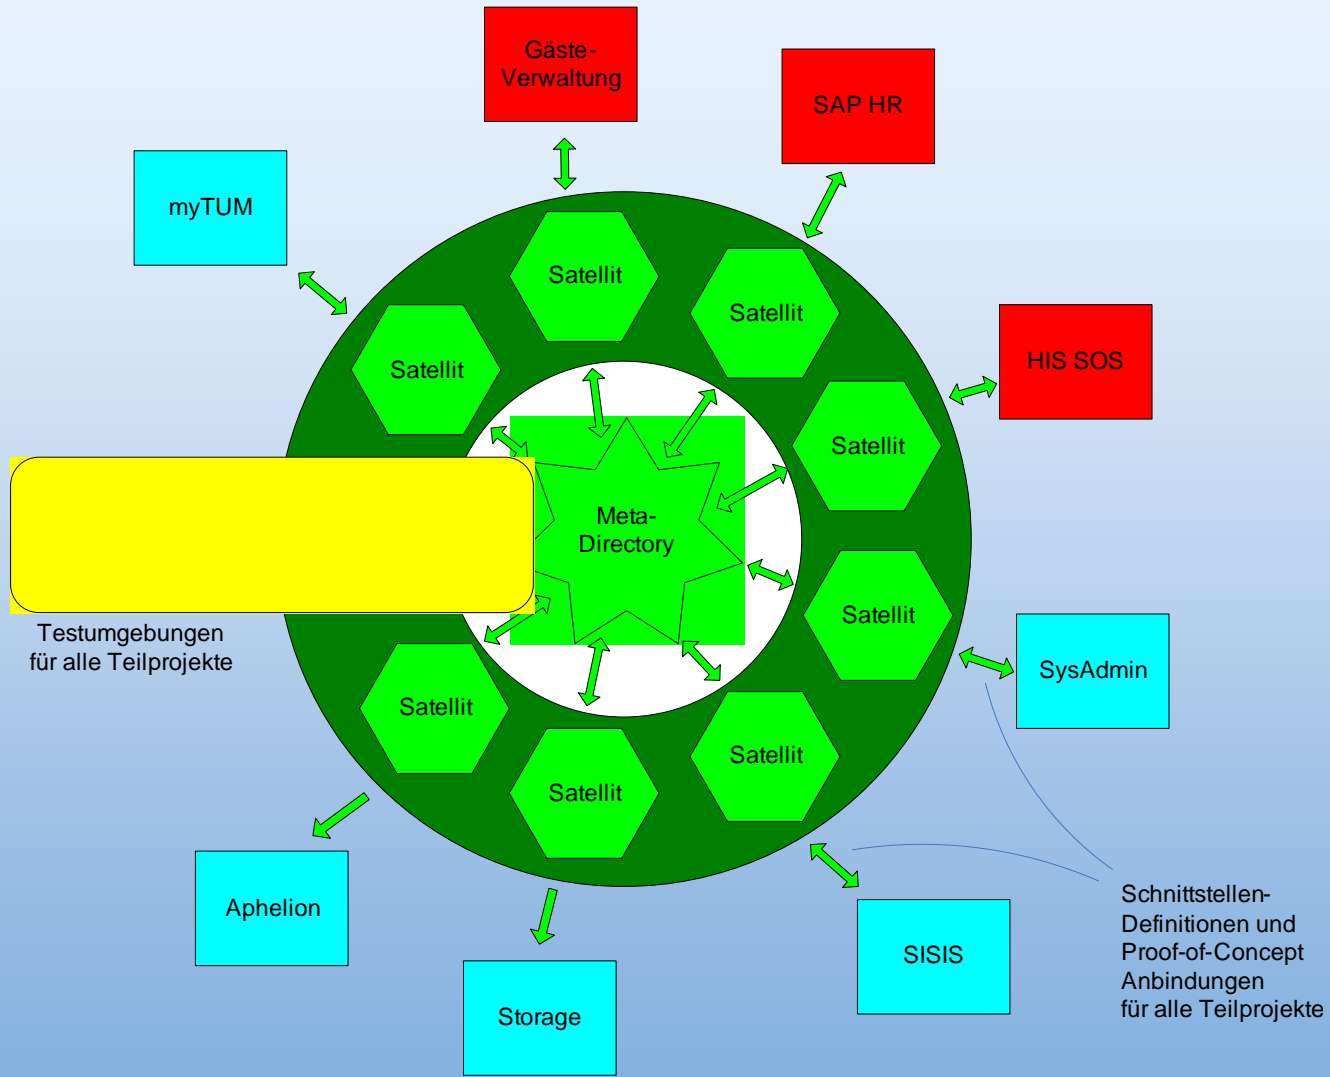 Gäste-
Verwaltung
SAP HR
myTUM
Satellit
Satellit
Satellit
HIS SOS
Satellit
Meta-
Directory
Satellit
Testumgebungen
für alle Teilprojekte
SysAdmin
Satellit
Satellit
Satellit
Aphelion
Storage
SISIS
Schnittstellen-
Definitionen und
Proof-of-Concept
Anbindungen
für alle Teilprojekte